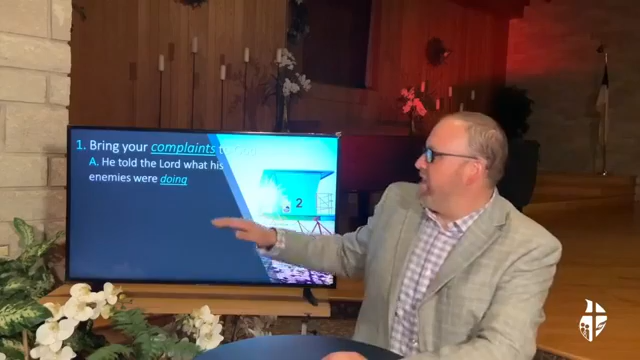 1. Bring your complaints
A. He told the Lord what his
enemies were doing
2